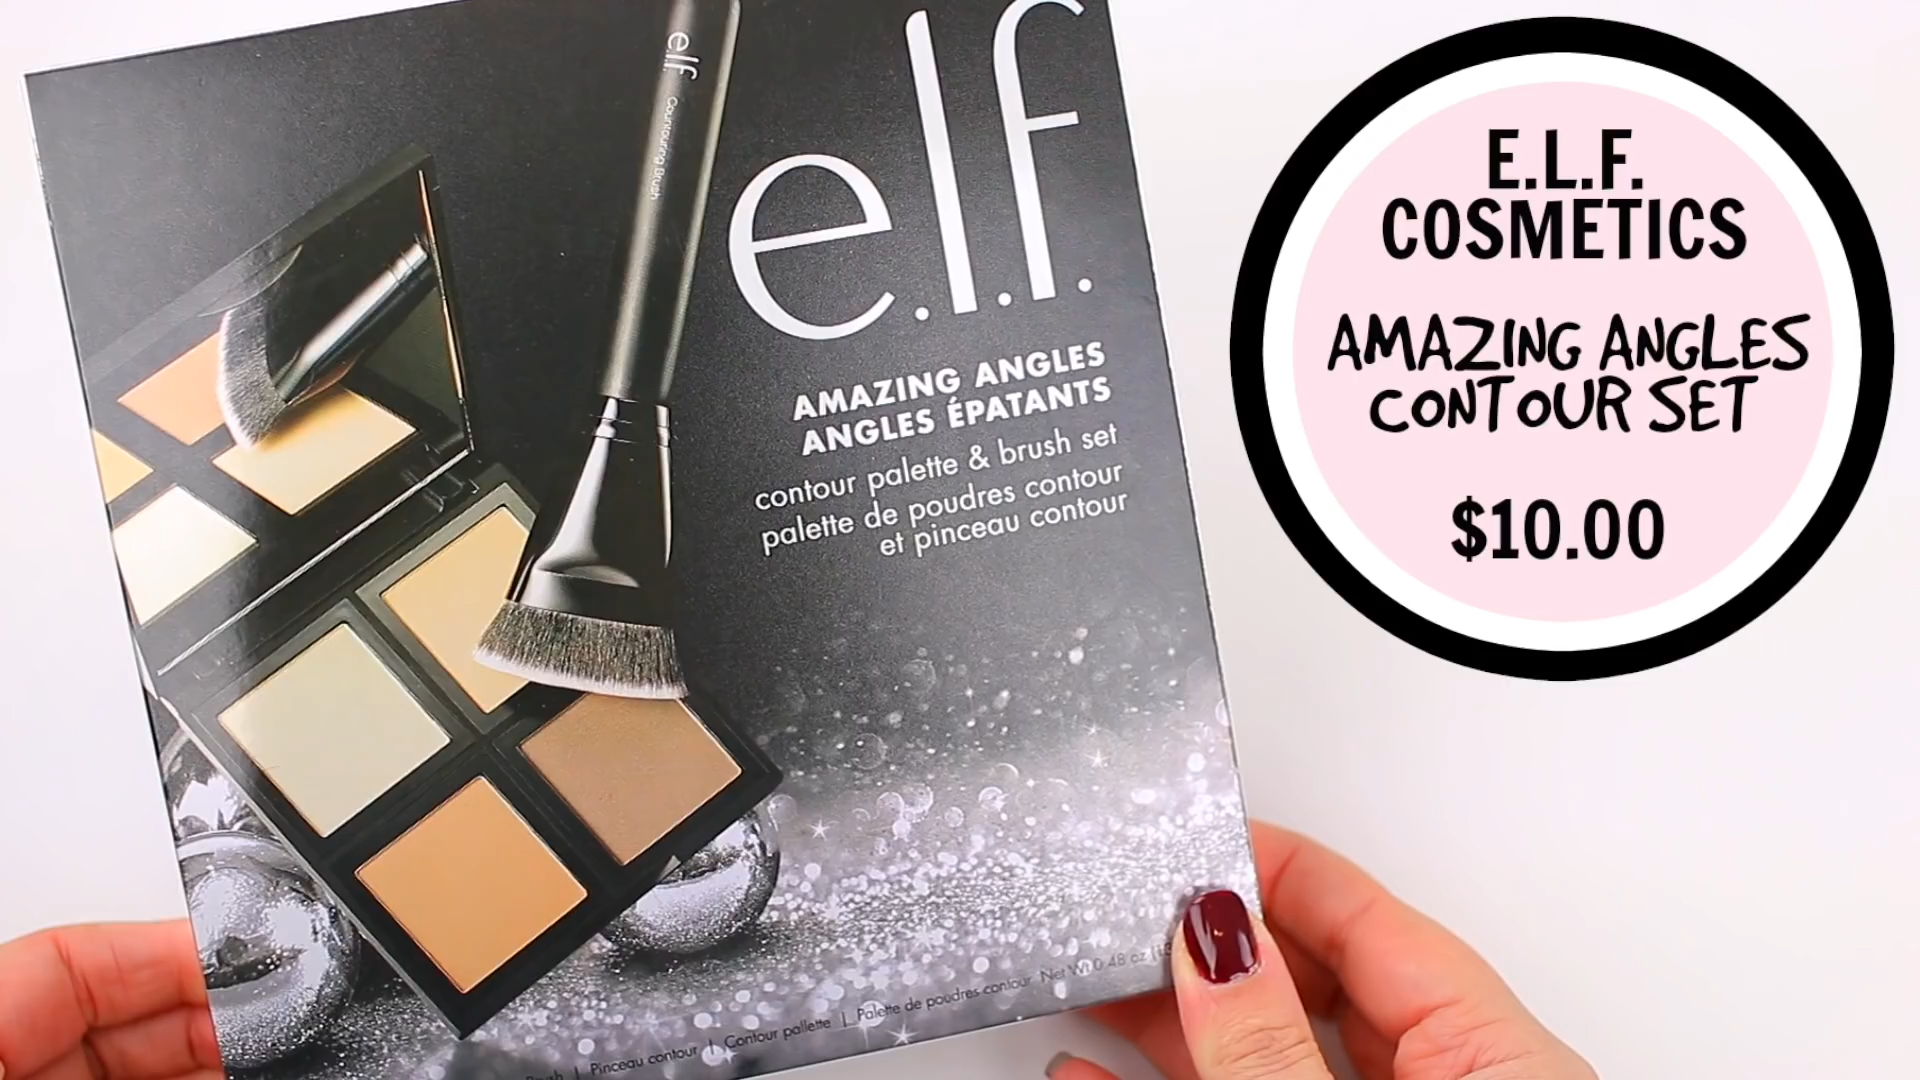 e.l.f.
Contouring Brush
e.l.f.
AMAZING ANGLES
ANGLES ÉPATANTS
contour palette & brush set
palette de poudres contour
et pinceau contour
Pinceau contour | Contour pallette | Palette de poudres contour Net Wt 0.48 oz
E.L.F.
COSMETICS
AMAZING ANGLES
CONTOUR SET
$10.00